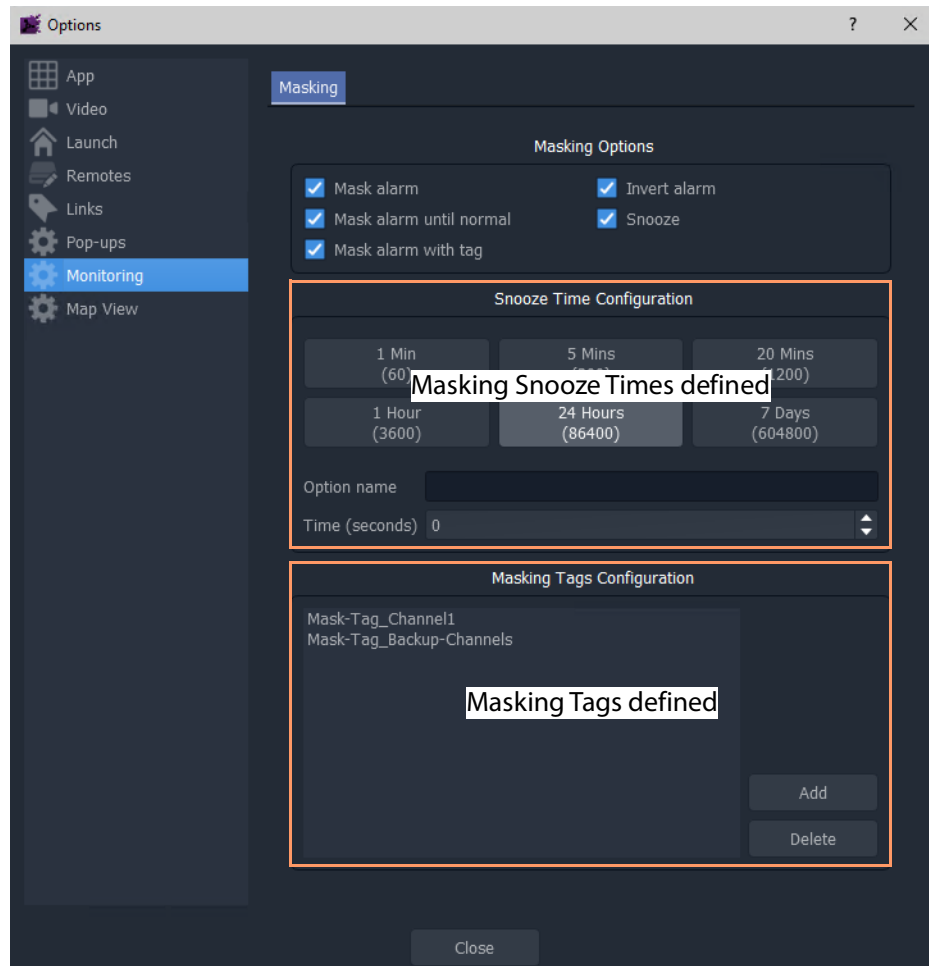 Options
?
App
Video
Launch
Remotes
Links
Pop-ups
Monitoring
Map View
Masking
Masking Options
Mask alarm
Invert alarm
Mask alarm until normal
Snooze
Mask alarm with tag
Snooze Time Configuration
1 Min
5 Mins
20 Mins
(60)
Masking Snooze Times defined
1 Hour
24 Hours
7 Days
(3600)
(86400)
(604800)
Option name
Time (seconds) 0
Masking Tags Configuration
Mask-Tag_Channel1
Mask-Tag_Backup-Channels
Masking Tags defined
Add
Delete
Close